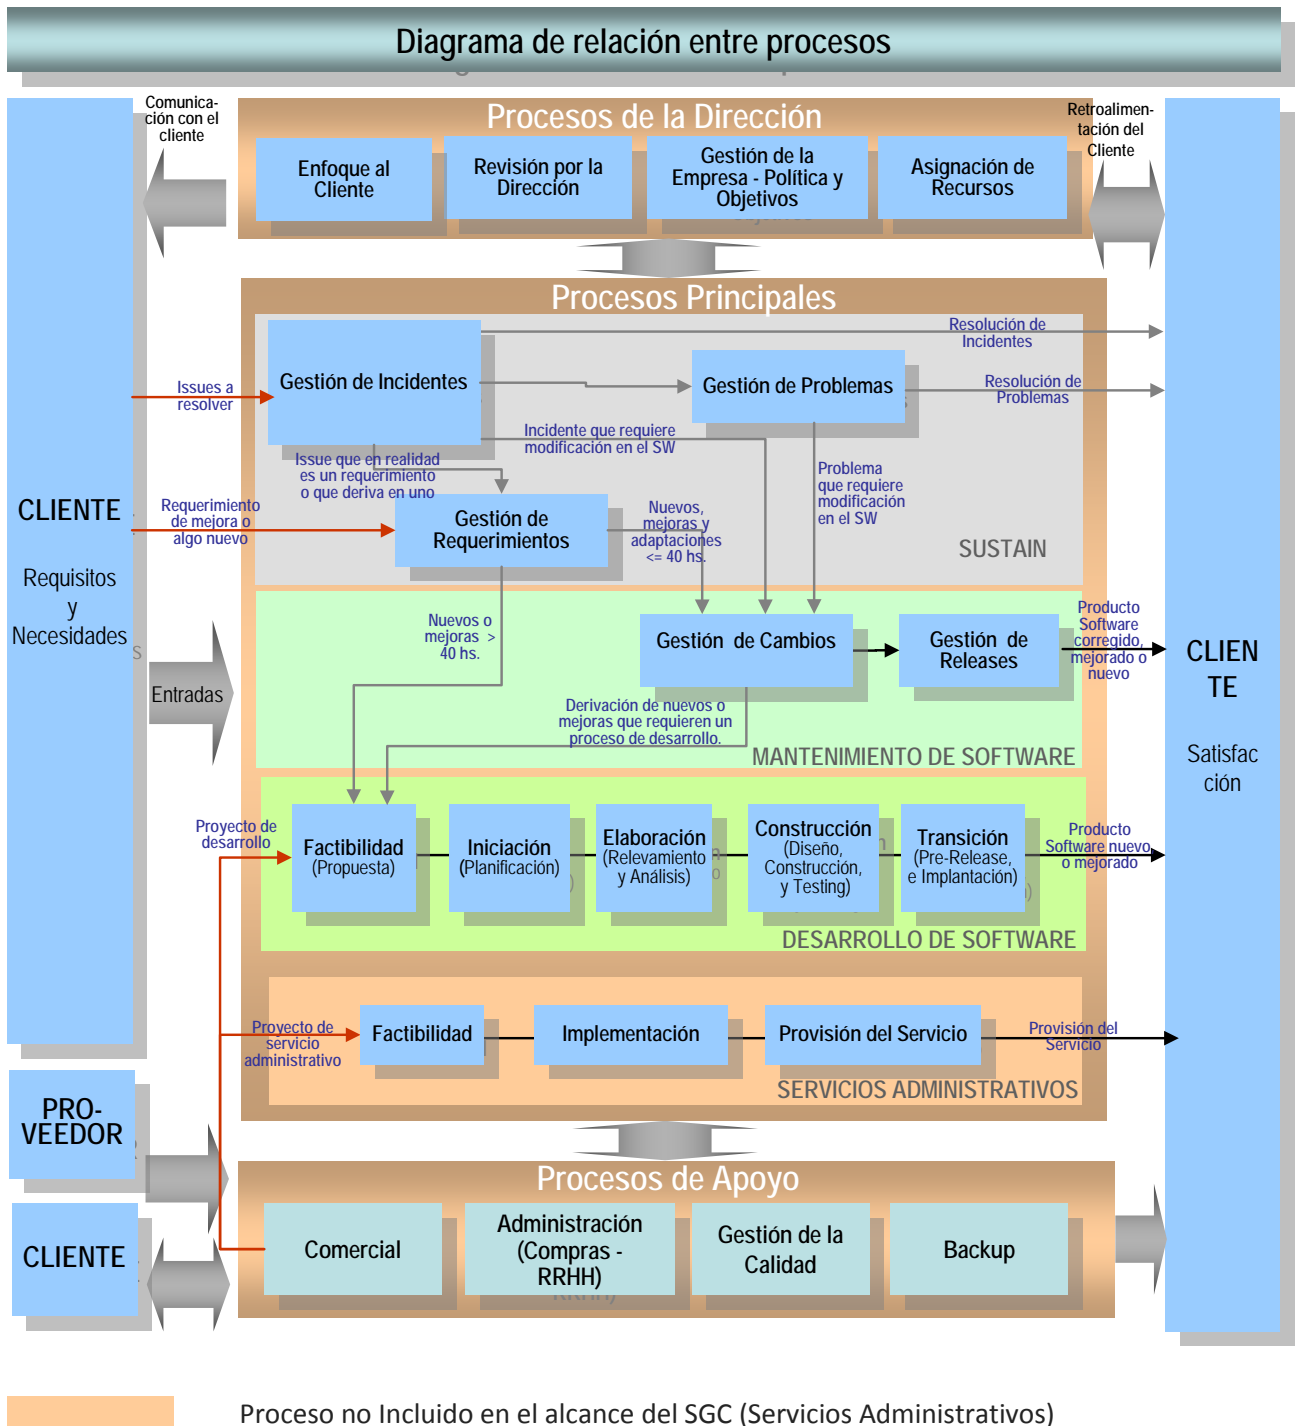 Diagrama de relación entre procesos
Comunica-
ción con el
cliente
Procesos de la Dirección
Retroalimen-
tación del
Cliente
Enfoque al
Cliente
Revisión por la
Dirección
Gestión de la
Empresa - Política y
Objetivos
Asignación de
Recursos
Procesos Principales
Resolución de
Incidentes
Gestión de Incidentes
Gestión de Problemas
Resolución de
Problemas
Issues a
resolver
Incidente que requiere
modificación en el SW
Issue que en realidad
es un requerimiento
o que deriva en uno
Problema
que requiere
modificación
en el SW
CLIENTE
Requisitos
y
Necesidades
Requerimiento
de mejora o
algo nuevo
Gestión de
Requerimientos
Nuevos,
mejoras y
adaptaciones
<= 40 hs.
SUSTAIN
Nuevos o
mejoras >
40 hs.
Gestión de Cambios
Gestión de
Releases
Producto
Software
corregido,
mejorado o
nuevo
CLIEN
TE
Satisfac
ción
Entradas
Derivación de nuevos o
mejoras que requieren un
proceso de desarrollo.
MANTENIMIENTO DE SOFTWARE
Proyecto de
desarrollo
Factibilidad
(Propuesta)
Iniciación
(Planificación)
Elaboración
(Relevamiento
y Análisis)
Construcción
(Diseño,
Construcción,
y Testing)
Transición
(Pre-Release,
e Implantación)
Producto
Software nuevo
o mejorado
DESARROLLO DE SOFTWARE
Proyecto de
servicio
administrativo
Factibilidad
Implementación
Provisión del Servicio
Provisión del
Servicio
SERVICIOS ADMINISTRATIVOS
PRO-
VEEDOR
Procesos de Apoyo
CLIENTE
Comercial
Administración
(Compras -
RRHH)
Gestión de la
Calidad
Backup
Proceso no Incluido en el alcance del SGC (Servicios Administrativos)